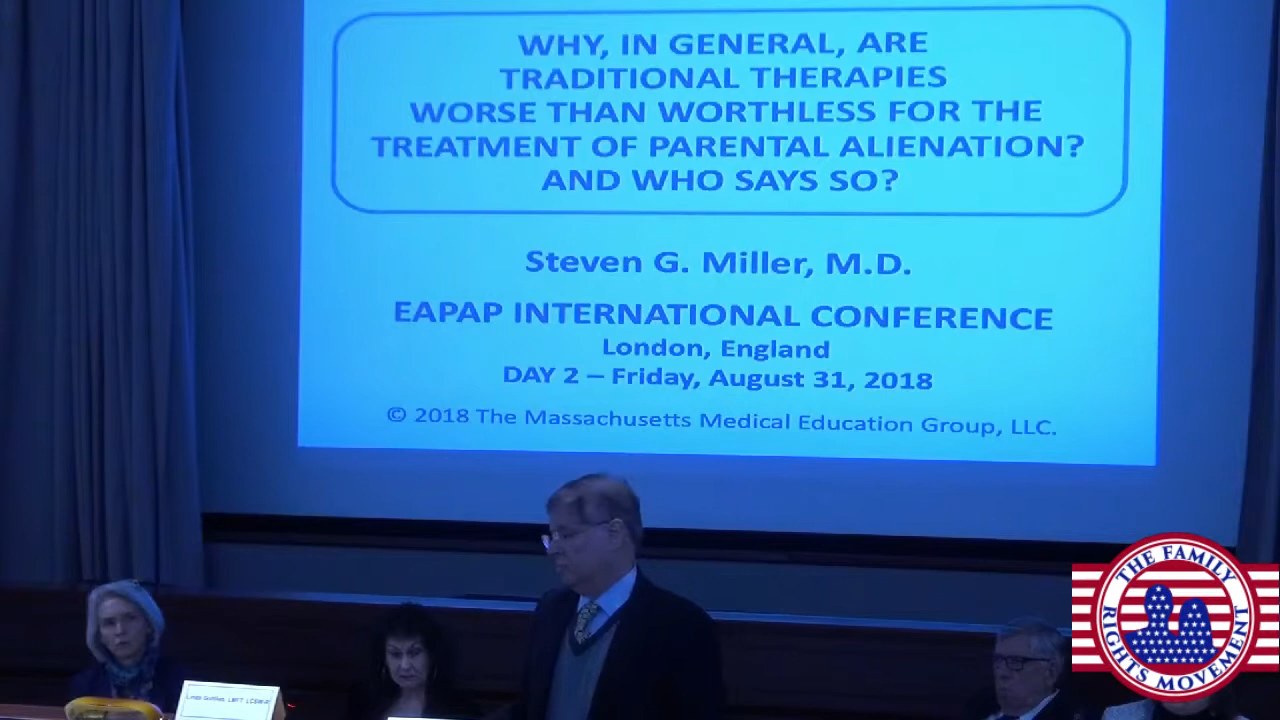 WHY, IN GENERAL, ARE
TRADITIONAL THERAPIES
WORSE THAN WORTHLESS FOR THE
TREATMENT OF PARENTAL ALIENATION?
AND WHO SAYS SO?
Steven G. Miller, M.D.
EAPAP INTERNATIONAL CONFERENCE
London, England
DAY 2 – Friday, August 31, 2018
© 2018 The Massachusetts Medical Education Group, LLC.
THE FAMILY
RIGHTS MOVEMENT